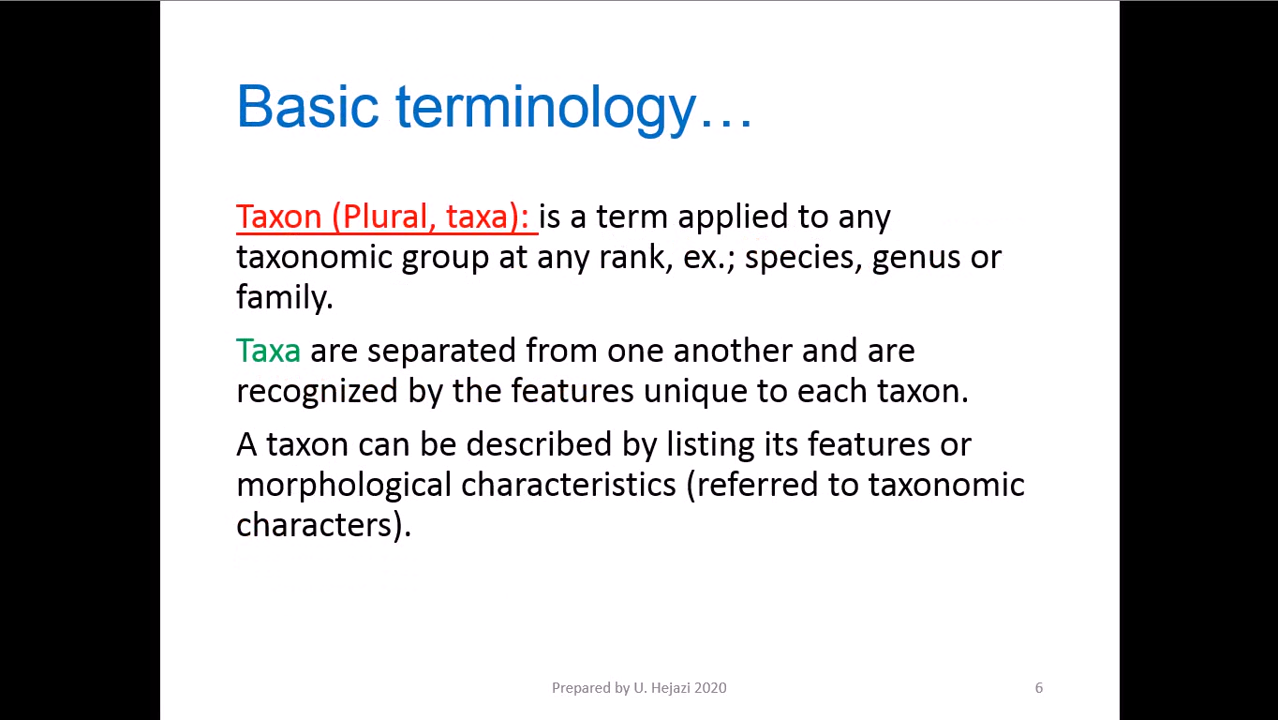 Basic terminology…
Taxon (Plural, taxa): is a term applied to any
taxonomic group at any rank, ex.; species, genus or
family.
Taxa are separated from one another and are
recognized by the features unique to each taxon.
A taxon can be described by listing its features or
morphological characteristics (referred to taxonomic
characters).
Prepared by U. Hejazi 2020
6